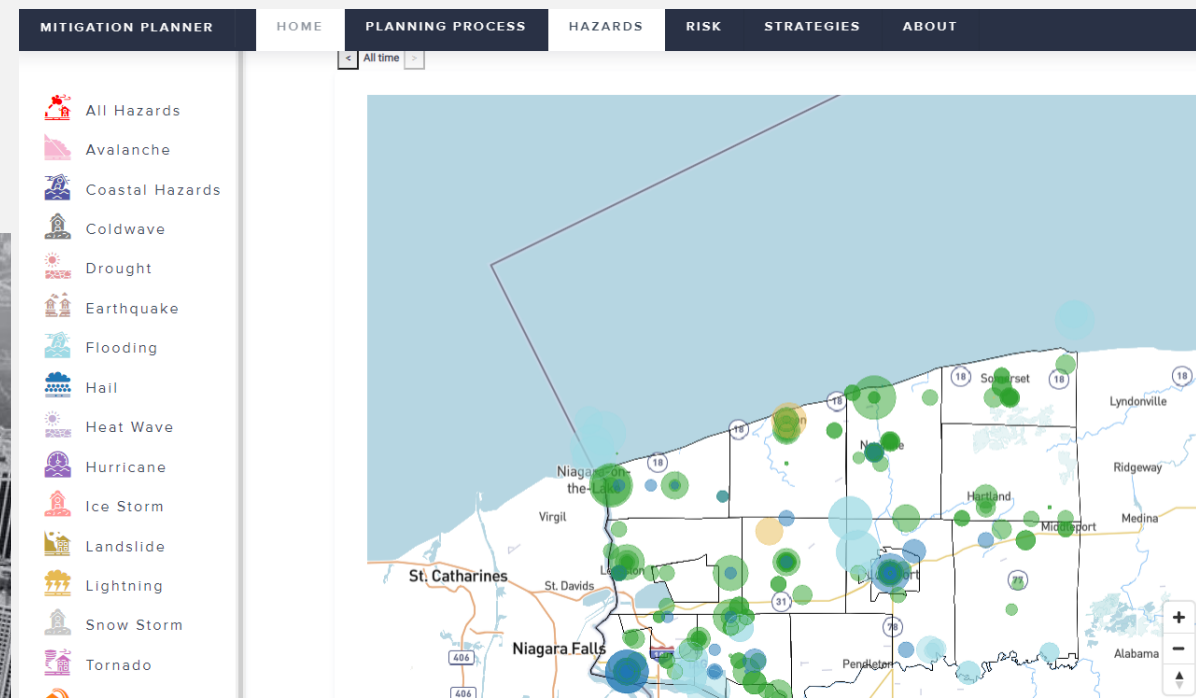 MITIGATION PLANNER
HOME
PLANNING PROCESS
HAZARDS
RISK
STRATEGIES
ABOUT
< All time >
All Hazards
Avalanche
Coastal Hazards
Coldwave
Drought
Earthquake
Flooding
Hail
Heat Wave
Hurricane
Ice Storm
Landslide
Lightning
Snow Storm
Tornado
18
Somerset
18
18
Lyndonville
18
18
18
Niagara-on-
the-Lake
Ridgeway
Hartland
Virgil
Middleport
Medina
St. Catharines
St. Davids
77
31
78
Niagara Falls
406
Pendleton
Alabama
406
+
−